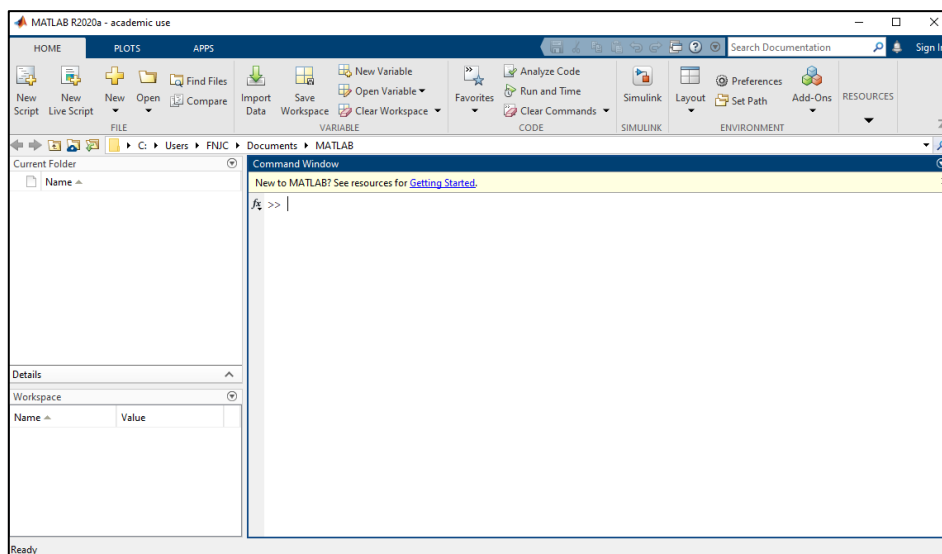 MATLAB R2020a - academic use
HOME PLOTS APPS
Search Documentation
Sign In
New Script
New Live Script
New
Open
Find Files
Compare
FILE
Import Data
Save Workspace
New Variable
Open Variable
Clear Workspace
VARIABLE
Favorites
Analyze Code
Run and Time
Clear Commands
CODE
Simulink
SIMULINK
Layout
Preferences
Set Path
Add-Ons
ENVIRONMENT
RESOURCES
C: Users FNJC Documents MATLAB
Current Folder
Name
Details
Workspace
Name Value
Command Window
New to MATLAB? See resources for Getting Started.
fx >>
Ready